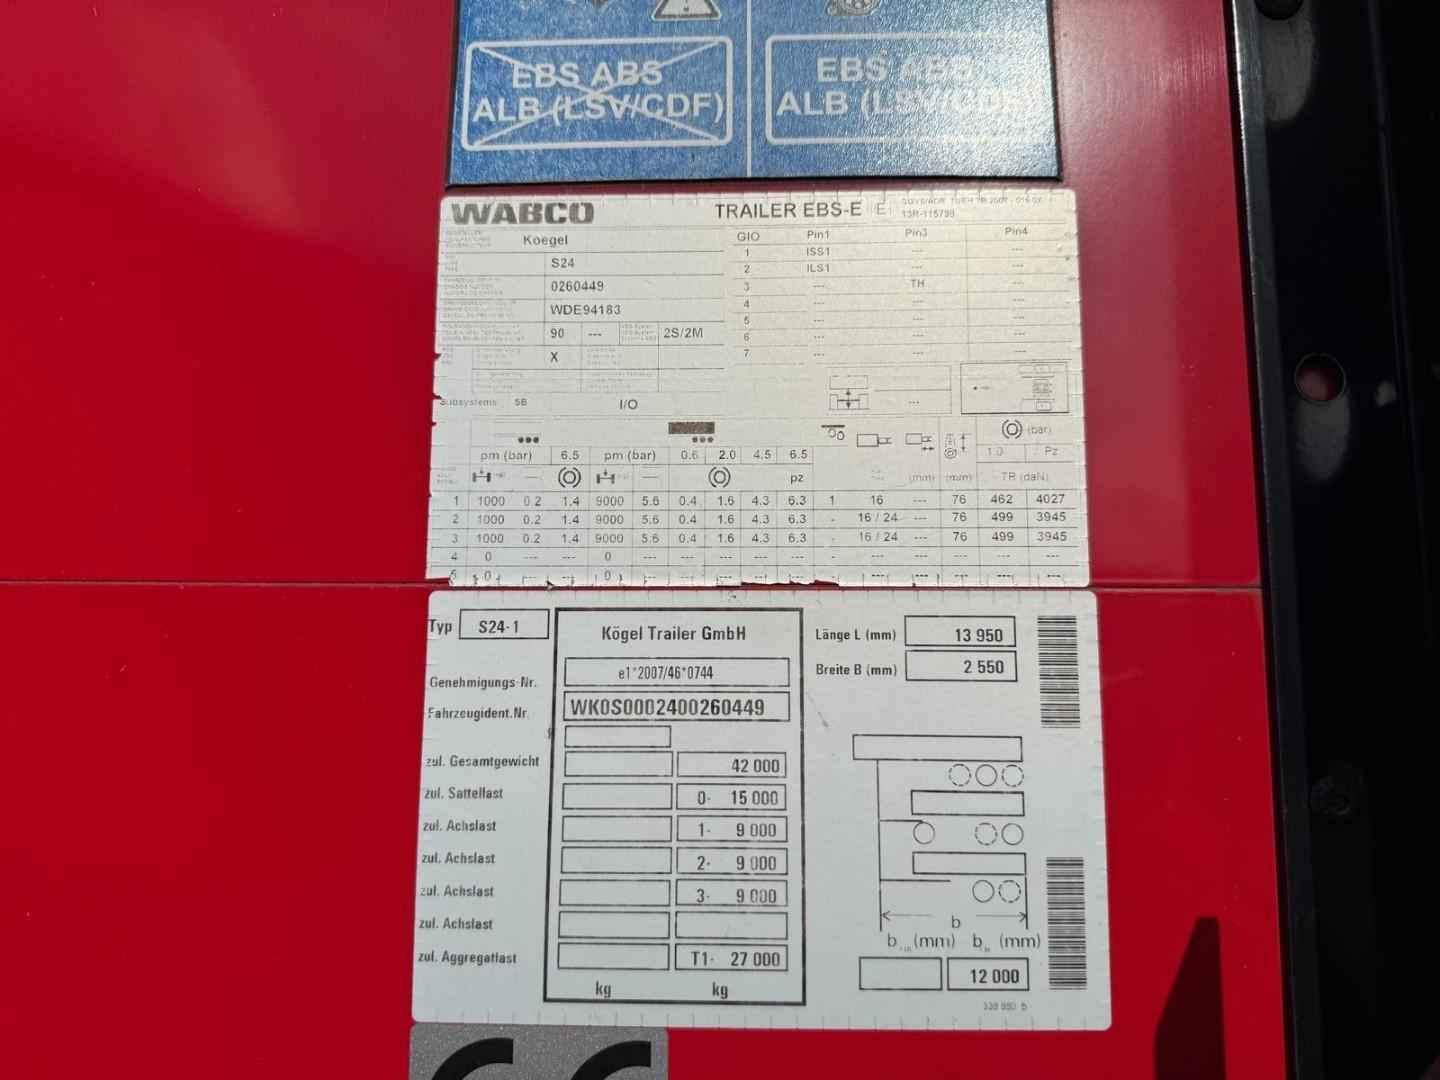 EBS ABS
ALB (LSV/CDF)
EBS ABS
ALB (LSV/CDF)
WABCO
TRAILER EBS-E E1
13R-115799
Koegel
S24
0260449
WDE94183
90 --- 2S/2M
X
GIO Pin1 Pin3 Pin4
1 ISS1 --- ---
2 ILS1 --- ---
3 --- TH ---
4 --- --- ---
5 --- --- ---
6 --- --- ---
7 --- --- ---
---
Subsystems SB I/O
(bar)
pm (bar) 6.5 pm (bar) 0.6 2.0 4.5 6.5 1.0 Pz
pz (mm) (mm) TR (daN)
1 1000 0.2 1.4 9000 5.6 0.4 1.6 4.3 6.3 1 16 --- 76 462 4027
2 1000 0.2 1.4 9000 5.6 0.4 1.6 4.3 6.3 - 16 / 24 --- 76 499 3945
3 1000 0.2 1.4 9000 5.6 0.4 1.6 4.3 6.3 - 16 / 24 --- 76 499 3945
4 0 --- --- 0 --- --- --- --- --- - --- --- --- --- ---
5 0 --- --- 0 --- --- --- --- --- - --- --- --- --- ---
Typ S24-1
Kögel Trailer GmbH
Länge L (mm) 13 950
Breite B (mm) 2 550
Genehmigungs-Nr. e1*2007/46*0744
Fahrzeugident.Nr. WK0S0002400260449
zul. Gesamtgewicht 42 000
zul. Sattellast 0- 15 000
zul. Achslast 1- 9 000
zul. Achslast 2- 9 000
zul. Achslast 3- 9 000
zul. Achslast
zul. Aggregatlast T1- 27 000
kg kg
b
b (mm) b (mm)
12 000
CE